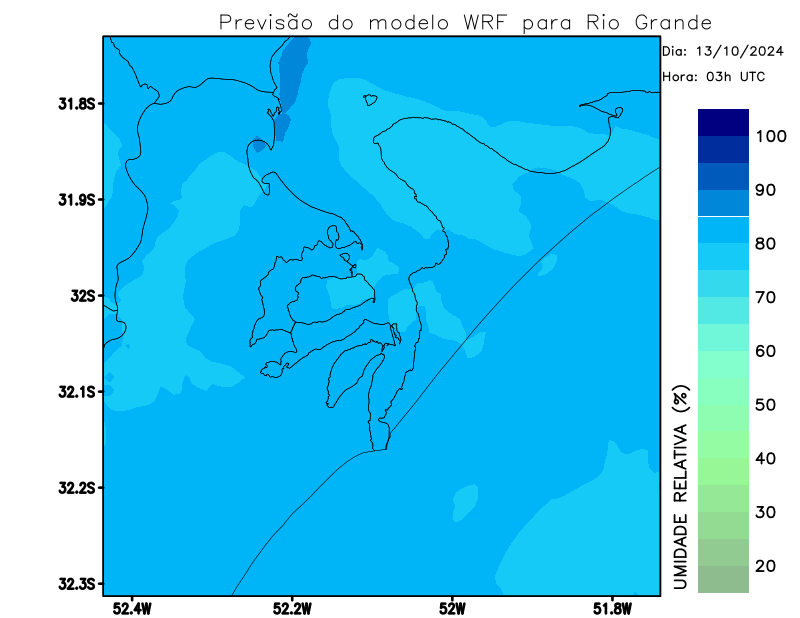 Previsão do modelo WRF para Rio Grande
Dia: 13/10/2024
Hora: 03h UTC
31.8S
31.9S
32S
32.1S
32.2S
32.3S
52.4W
52.2W
52W
51.8W
100
90
80
70
60
50
40
30
20
UMIDADE RELATIVA (%)